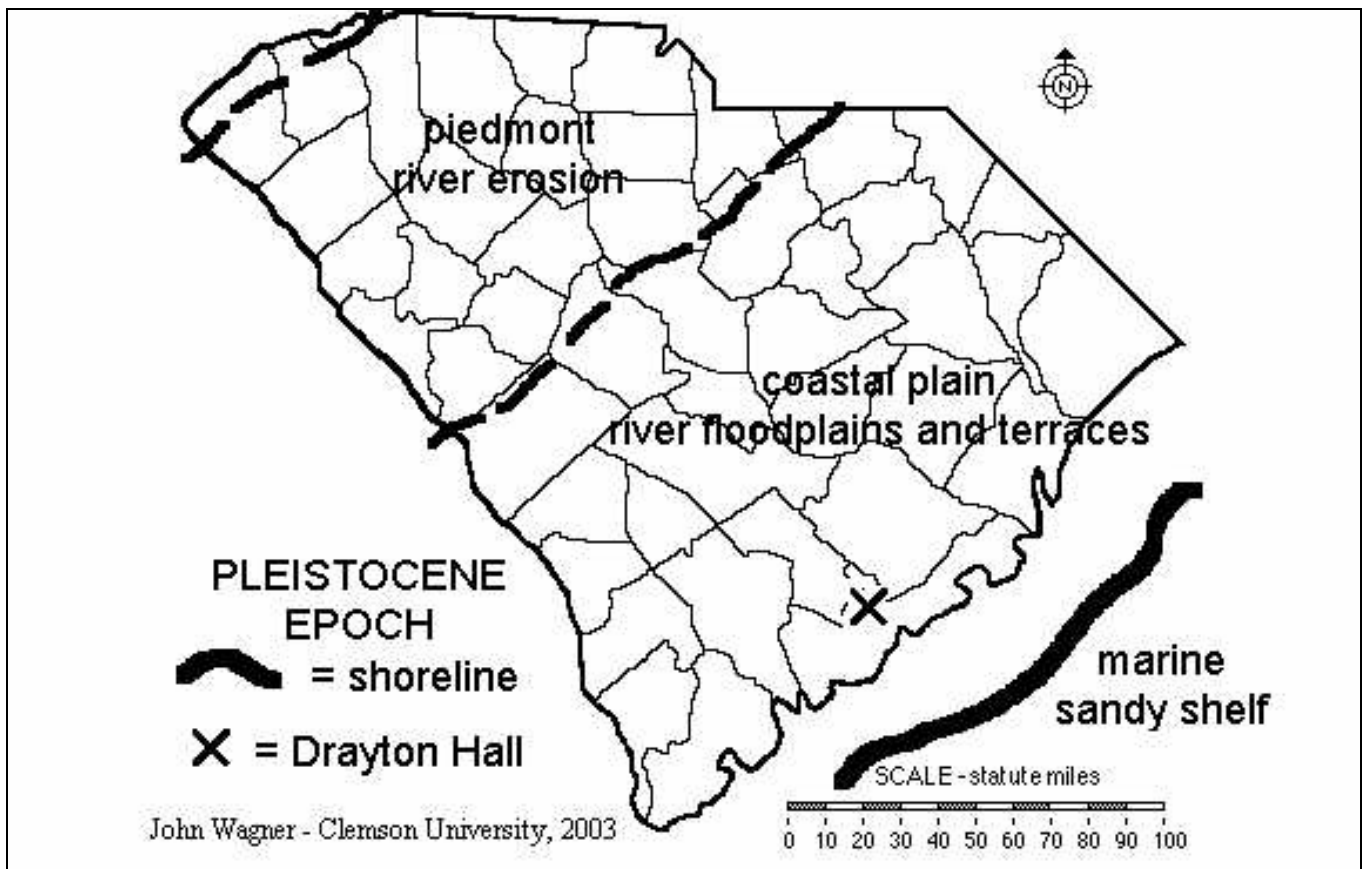 N
piedmont
river erosion
coastal plain
river floodplains and terraces
PLEISTOCENE
EPOCH
= shoreline
= Drayton Hall
marine
sandy shelf
SCALE - statute miles
0 10 20 30 40 50 60 70 80 90 100
John Wagner - Clemson University, 2003